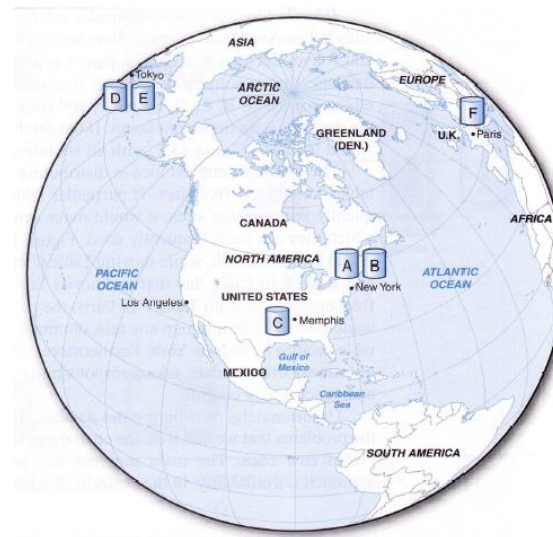 ASIA
Tokyo
D E
ARCTIC
OCEAN
EUROPE
F
GREENLAND
(DEN.)
U.K.
Paris
CANADA
AFRICA
NORTH AMERICA
A B
PACIFIC
OCEAN
ATLANTIC
OCEAN
New York
Los Angeles
UNITED STATES
C
Memphis
Gulf of
Mexico
MEXICO
Caribbean
Sea
SOUTH AMERICA